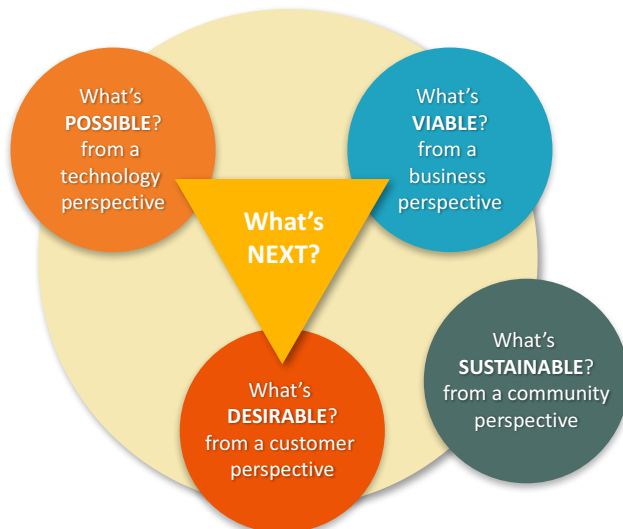 What's
POSSIBLE?
from a
technology
perspective
What's
VIABLE?
from a
business
perspective
What's
NEXT?
What's
SUSTAINABLE?
from a community
perspective
What's
DESIRABLE?
from a customer
perspective